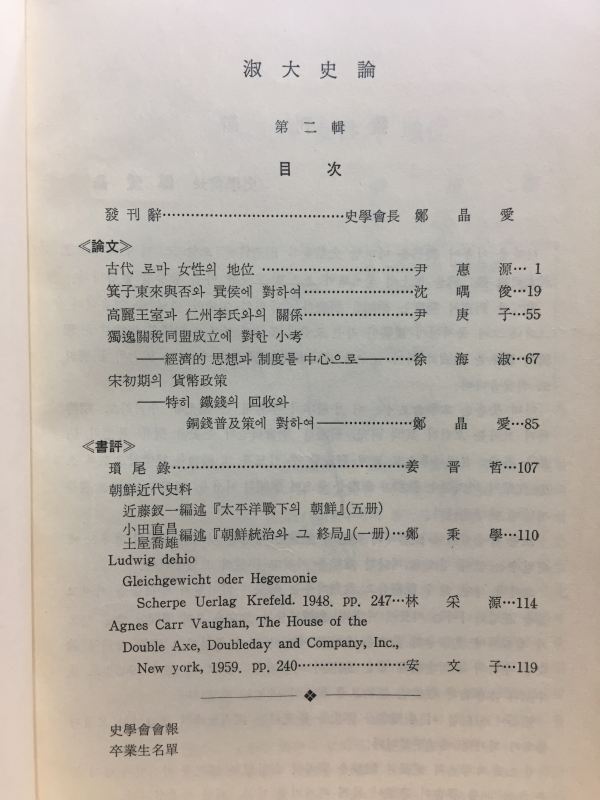 淑大史論
第二輯
目次
發刊辭……………………………史學會長 鄭晶愛
≪論文≫
古代 로마 女性의 地位……………………尹惠源…1
箕子東來與否와 㠱侯에 對하여………………沈㬂俊…19
高麗王室과 仁州李氏와의 關係………………尹庚子…55
獨逸關稅同盟成立에 對한 小考
——經濟的 思想과 制度를 中心으로——……徐海淑…67
宋初期의 貨幣政策
——特히 鐵錢의 回收와
銅錢普及策에 對하여——……………鄭晶愛…85
≪書評≫
瑣尾錄……………………………………姜晋哲…107
朝鮮近代史料
近藤釼一編述『太平洋戰下의 朝鮮』(五册)
小田直昌
土屋喬雄編述『朝鮮統治와 그 終局』(一册)…鄭秉學…110
Ludwig dehio
Gleichgewicht oder Hegemonie
Scherpe Uerlag Krefeld. 1948. pp. 247…林采源…114
Agnes Carr Vaughan, The House of the
Double Axe, Doubleday and Company, Inc.,
New york, 1959. pp. 240………………安文子…119
史學會會報
卒業生名單